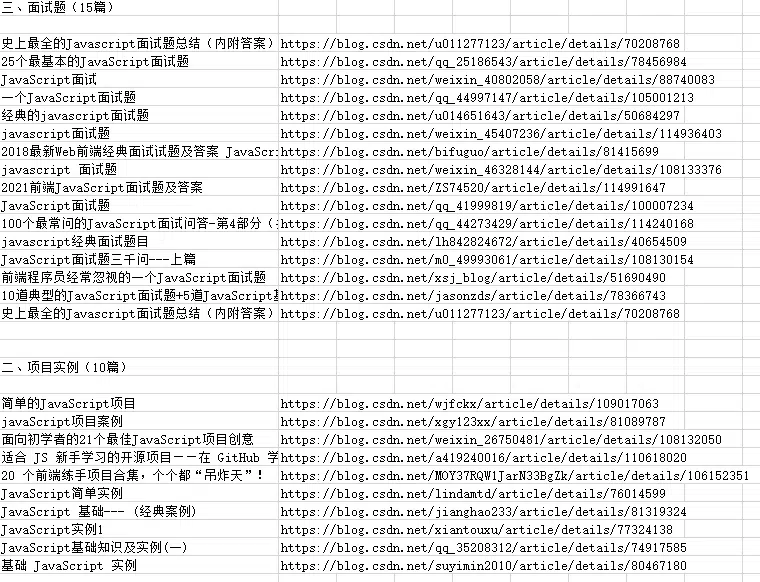 三、面试题（15篇）
史上最全的Javascript面试题总结（内附答案） https://blog.csdn.net/u011277123/article/details/70208768
25个最基本的JavaScript面试题 https://blog.csdn.net/qq_25186543/article/details/78456984
JavaScript面试 https://blog.csdn.net/weixin_40802058/article/details/88740083
一个JavaScript面试题 https://blog.csdn.net/qq_44997147/article/details/105001213
经典的javascript面试题 https://blog.csdn.net/u014651643/article/details/50684297
javascript面试题 https://blog.csdn.net/weixin_45407236/article/details/114936403
2018最新Web前端经典面试试题及答案 JavaScr https://blog.csdn.net/bifuguo/article/details/81415699
javascript 面试题 https://blog.csdn.net/weixin_46328144/article/details/108133376
2021前端JavaScript面试题及答案 https://blog.csdn.net/ZS74520/article/details/114991647
JavaScript面试题 https://blog.csdn.net/qq_41999819/article/details/100007234
100个最常问的JavaScript面试问答-第4部分（ https://blog.csdn.net/qq_44273429/article/details/114240168
javascript经典面试题目 https://blog.csdn.net/lh842824672/article/details/40654509
JavaScript面试题三千问---上篇 https://blog.csdn.net/m0_49993061/article/details/108130154
前端程序员经常忽视的一个JavaScript面试题 https://blog.csdn.net/xsj_blog/article/details/51690490
10道典型的JavaScript面试题+5道JavaScript https://blog.csdn.net/jasonzds/article/details/78366743
史上最全的Javascript面试题总结（内附答案） https://blog.csdn.net/u011277123/article/details/70208768
二、项目实例（10篇）
简单的JavaScript项目 https://blog.csdn.net/wjfckx/article/details/109017063
javaScript项目案例 https://blog.csdn.net/xgy123xx/article/details/81089787
面向初学者的21个最佳JavaScript项目创意 https://blog.csdn.net/weixin_26750481/article/details/108132050
适合 JS 新手学习的开源项目——在 GitHub 学 https://blog.csdn.net/a419240016/article/details/110618020
20 个前端练手项目合集，个个都“吊炸天”！ https://blog.csdn.net/MOY37RQW1JarN33BgZk/article/details/106152351
JavaScript简单实例 https://blog.csdn.net/lindamtd/article/details/76014599
JavaScript 基础---（经典案例） https://blog.csdn.net/jianghao233/article/details/81319324
JavaScript实例1 https://blog.csdn.net/xiantouxu/article/details/77324138
JavaScript基础知识及实例(一) https://blog.csdn.net/qq_35208312/article/details/74917585
基础 JavaScript 实例 https://blog.csdn.net/suyimin2010/article/details/80467180